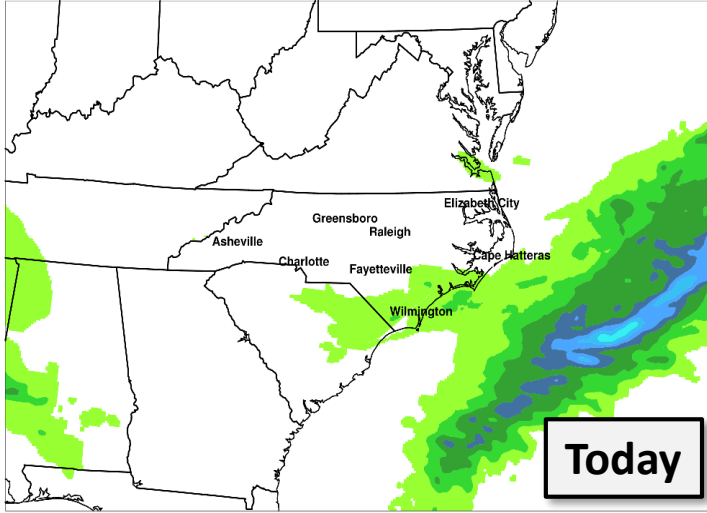 Elizabeth City
Greensboro
Raleigh
Asheville
Cape Hatteras
Charlotte
Fayetteville
Wilmington
Today